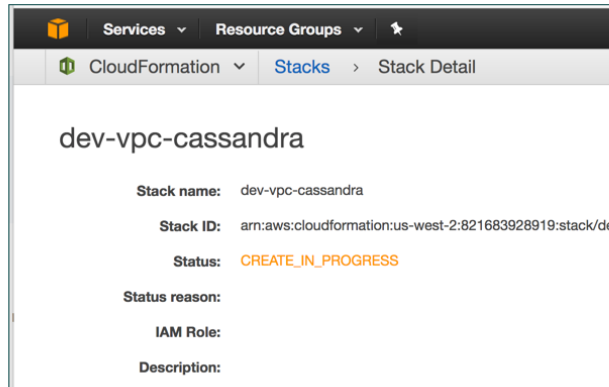 Services Resource Groups
CloudFormation Stacks > Stack Detail
dev-vpc-cassandra
Stack name: dev-vpc-cassandra
Stack ID: arn:aws:cloudformation:us-west-2:821683928919:stack/de
Status: CREATE_IN_PROGRESS
Status reason:
IAM Role:
Description: